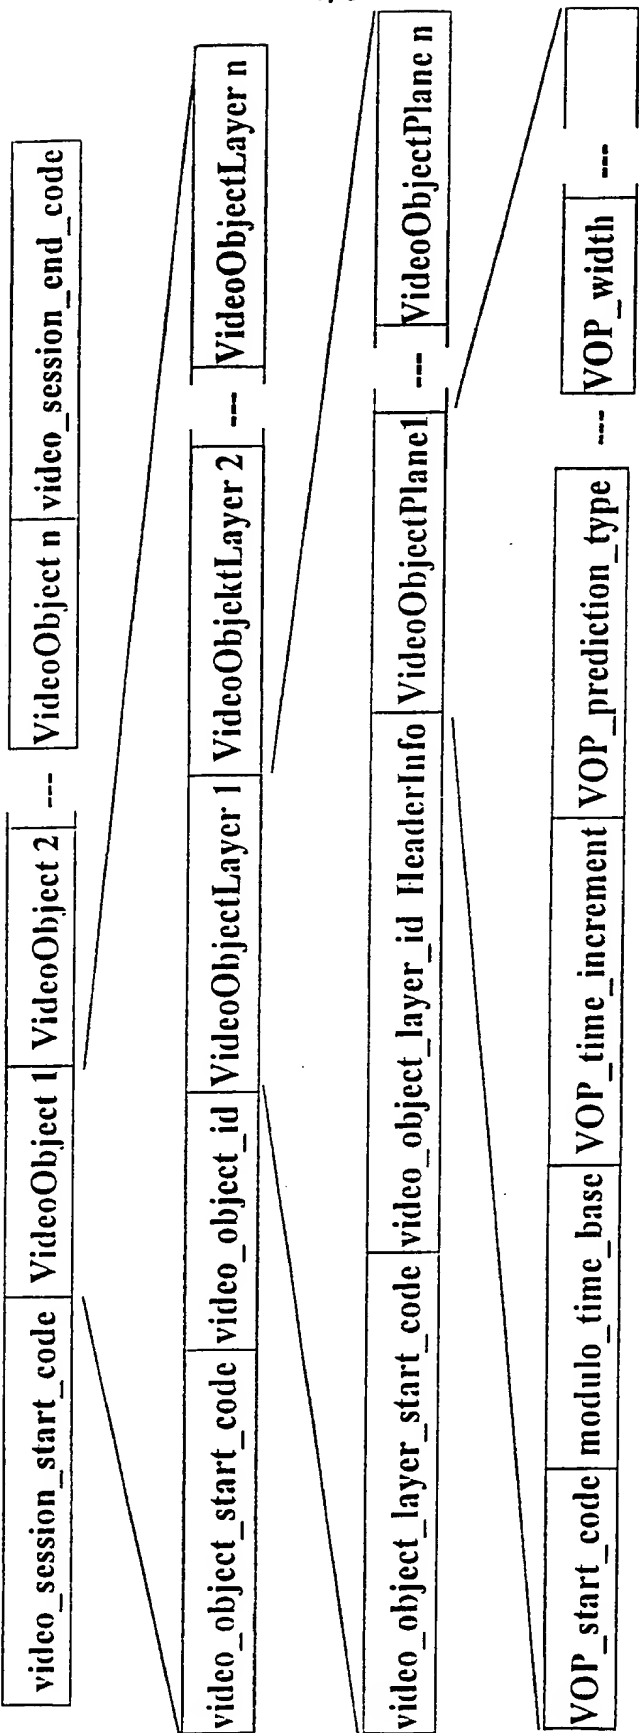 video_session_start_code VideoObject 1 VideoObject 2 --- VideoObject n video_session_end_code
video_object_start_code video_object_id VideoObjectLayer 1 VideoObjektLayer 2 --- VideoObjectLayer n
video_object_layer_start_code video_object_layer_id HeaderInfo VideoObjectPlane1 --- VideoObjectPlane n
VOP_start_code modulo_time_base VOP_time_increment VOP_prediction_type --- VOP_width ---